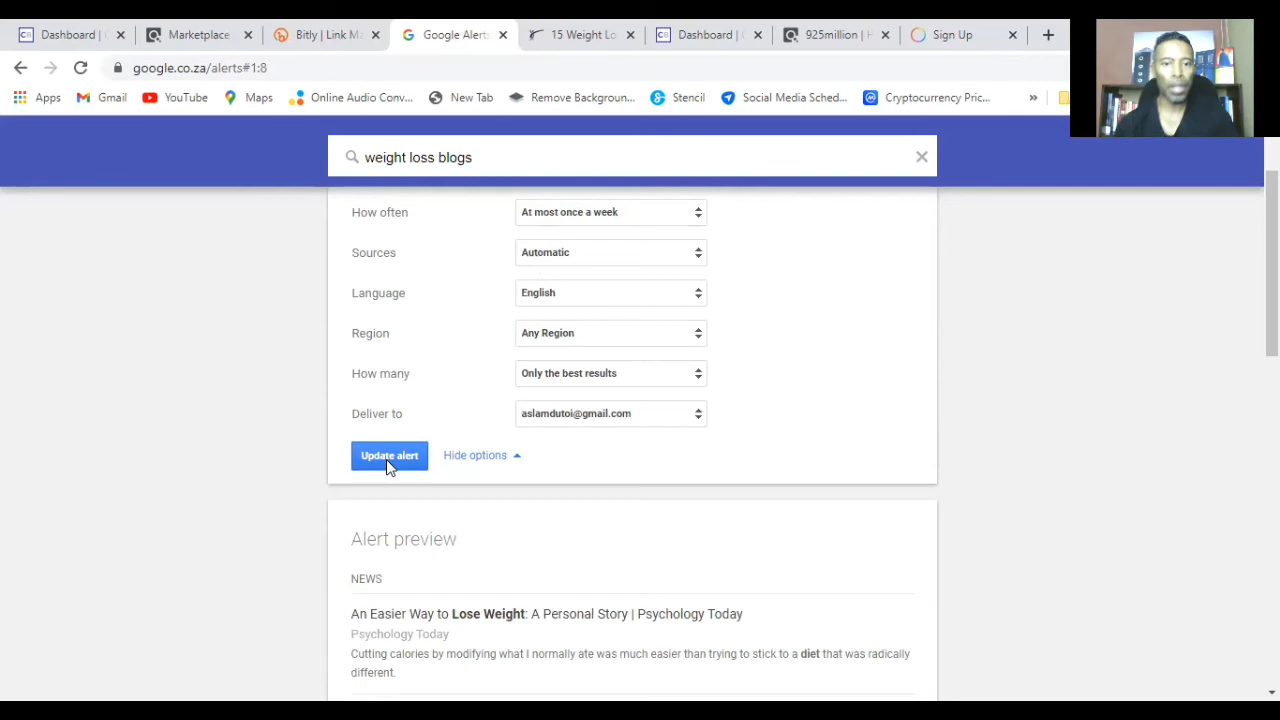 Dashboard |
Marketplace
Bitly | Link Ma
Google Alerts
15 Weight Lo
Dashboard |
925million | H
Sign Up
google.co.za/alerts#1:8
Apps
Gmail
YouTube
Maps
Online Audio Conv...
New Tab
Remove Backgroun...
Stencil
Social Media Sched...
Cryptocurrency Pric...
»
weight loss blogs
How often At most once a week
Sources Automatic
Language English
Region Any Region
How many Only the best results
Deliver to aslamdutoi@gmail.com
Update alert Hide options
Alert preview
NEWS
An Easier Way to Lose Weight: A Personal Story | Psychology Today
Psychology Today
Cutting calories by modifying what I normally ate was much easier than trying to stick to a diet that was radically
different.